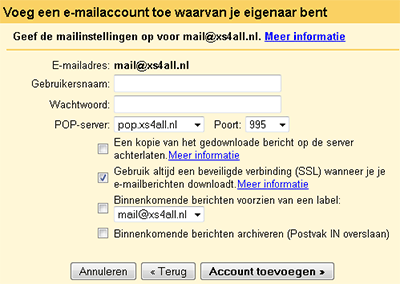 Voeg een e-mailaccount toe waarvan je eigenaar bent
Geef de mailinstellingen op voor mail@xs4all.nl. Meer informatie
E-mailadres: mail@xs4all.nl
Gebruikersnaam:
Wachtwoord:
POP-server: pop.xs4all.nl Poort: 995
Een kopie van het gedownloade bericht op de server
achterlaten. Meer informatie
Gebruik altijd een beveiligde verbinding (SSL) wanneer je je
e-mailberichten downloadt. Meer informatie
Binnenkomende berichten voorzien van een label:
mail@xs4all.nl
Binnenkomende berichten archiveren (Postvak IN overslaan)
Annuleren « Terug Account toevoegen »